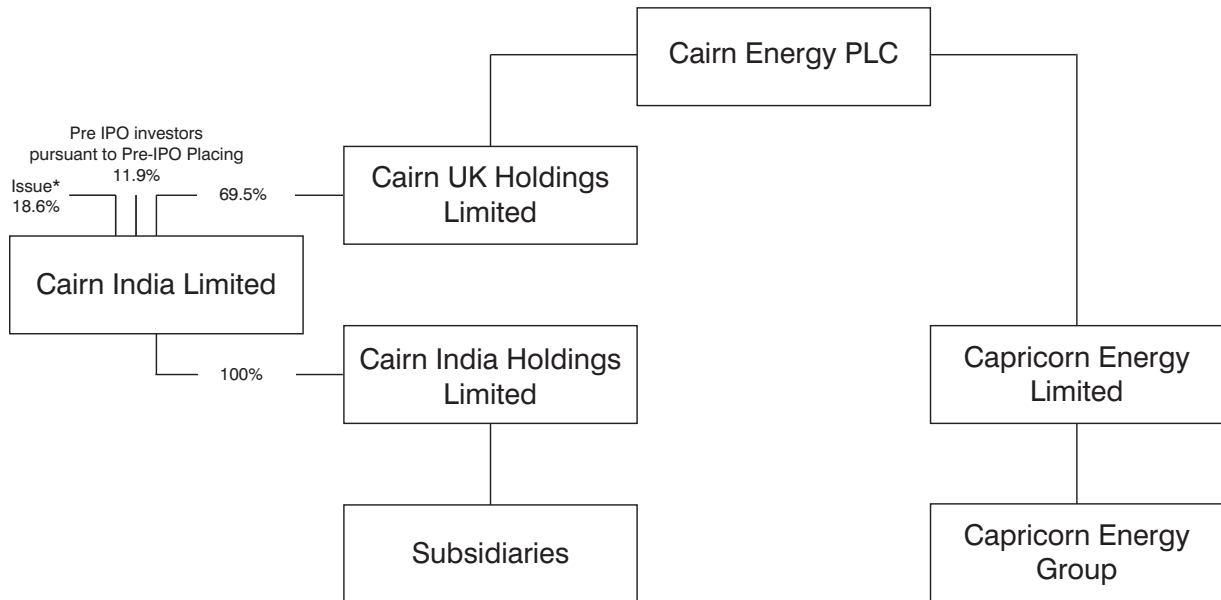 Cairn Energy PLC
Pre IPO investors
pursuant to Pre-IPO Placing
11.9%
Issue*
18.6%
69.5%
Cairn UK Holdings
Limited
Cairn India Limited
100%
Cairn India Holdings
Limited
Capricorn Energy
Limited
Subsidiaries
Capricorn Energy
Group